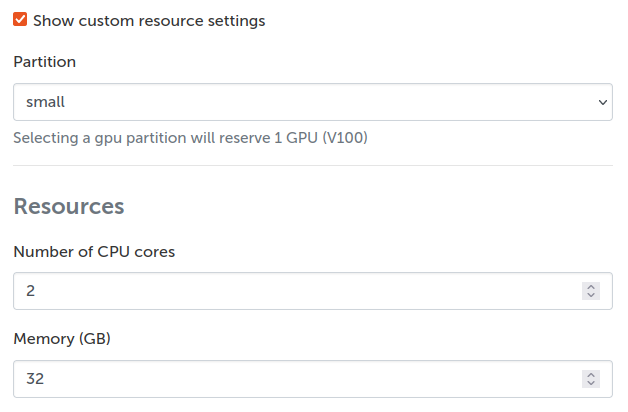 Show custom resource settings
Partition
small
Selecting a gpu partition will reserve 1 GPU (V100)
Resources
Number of CPU cores
2
Memory (GB)
32